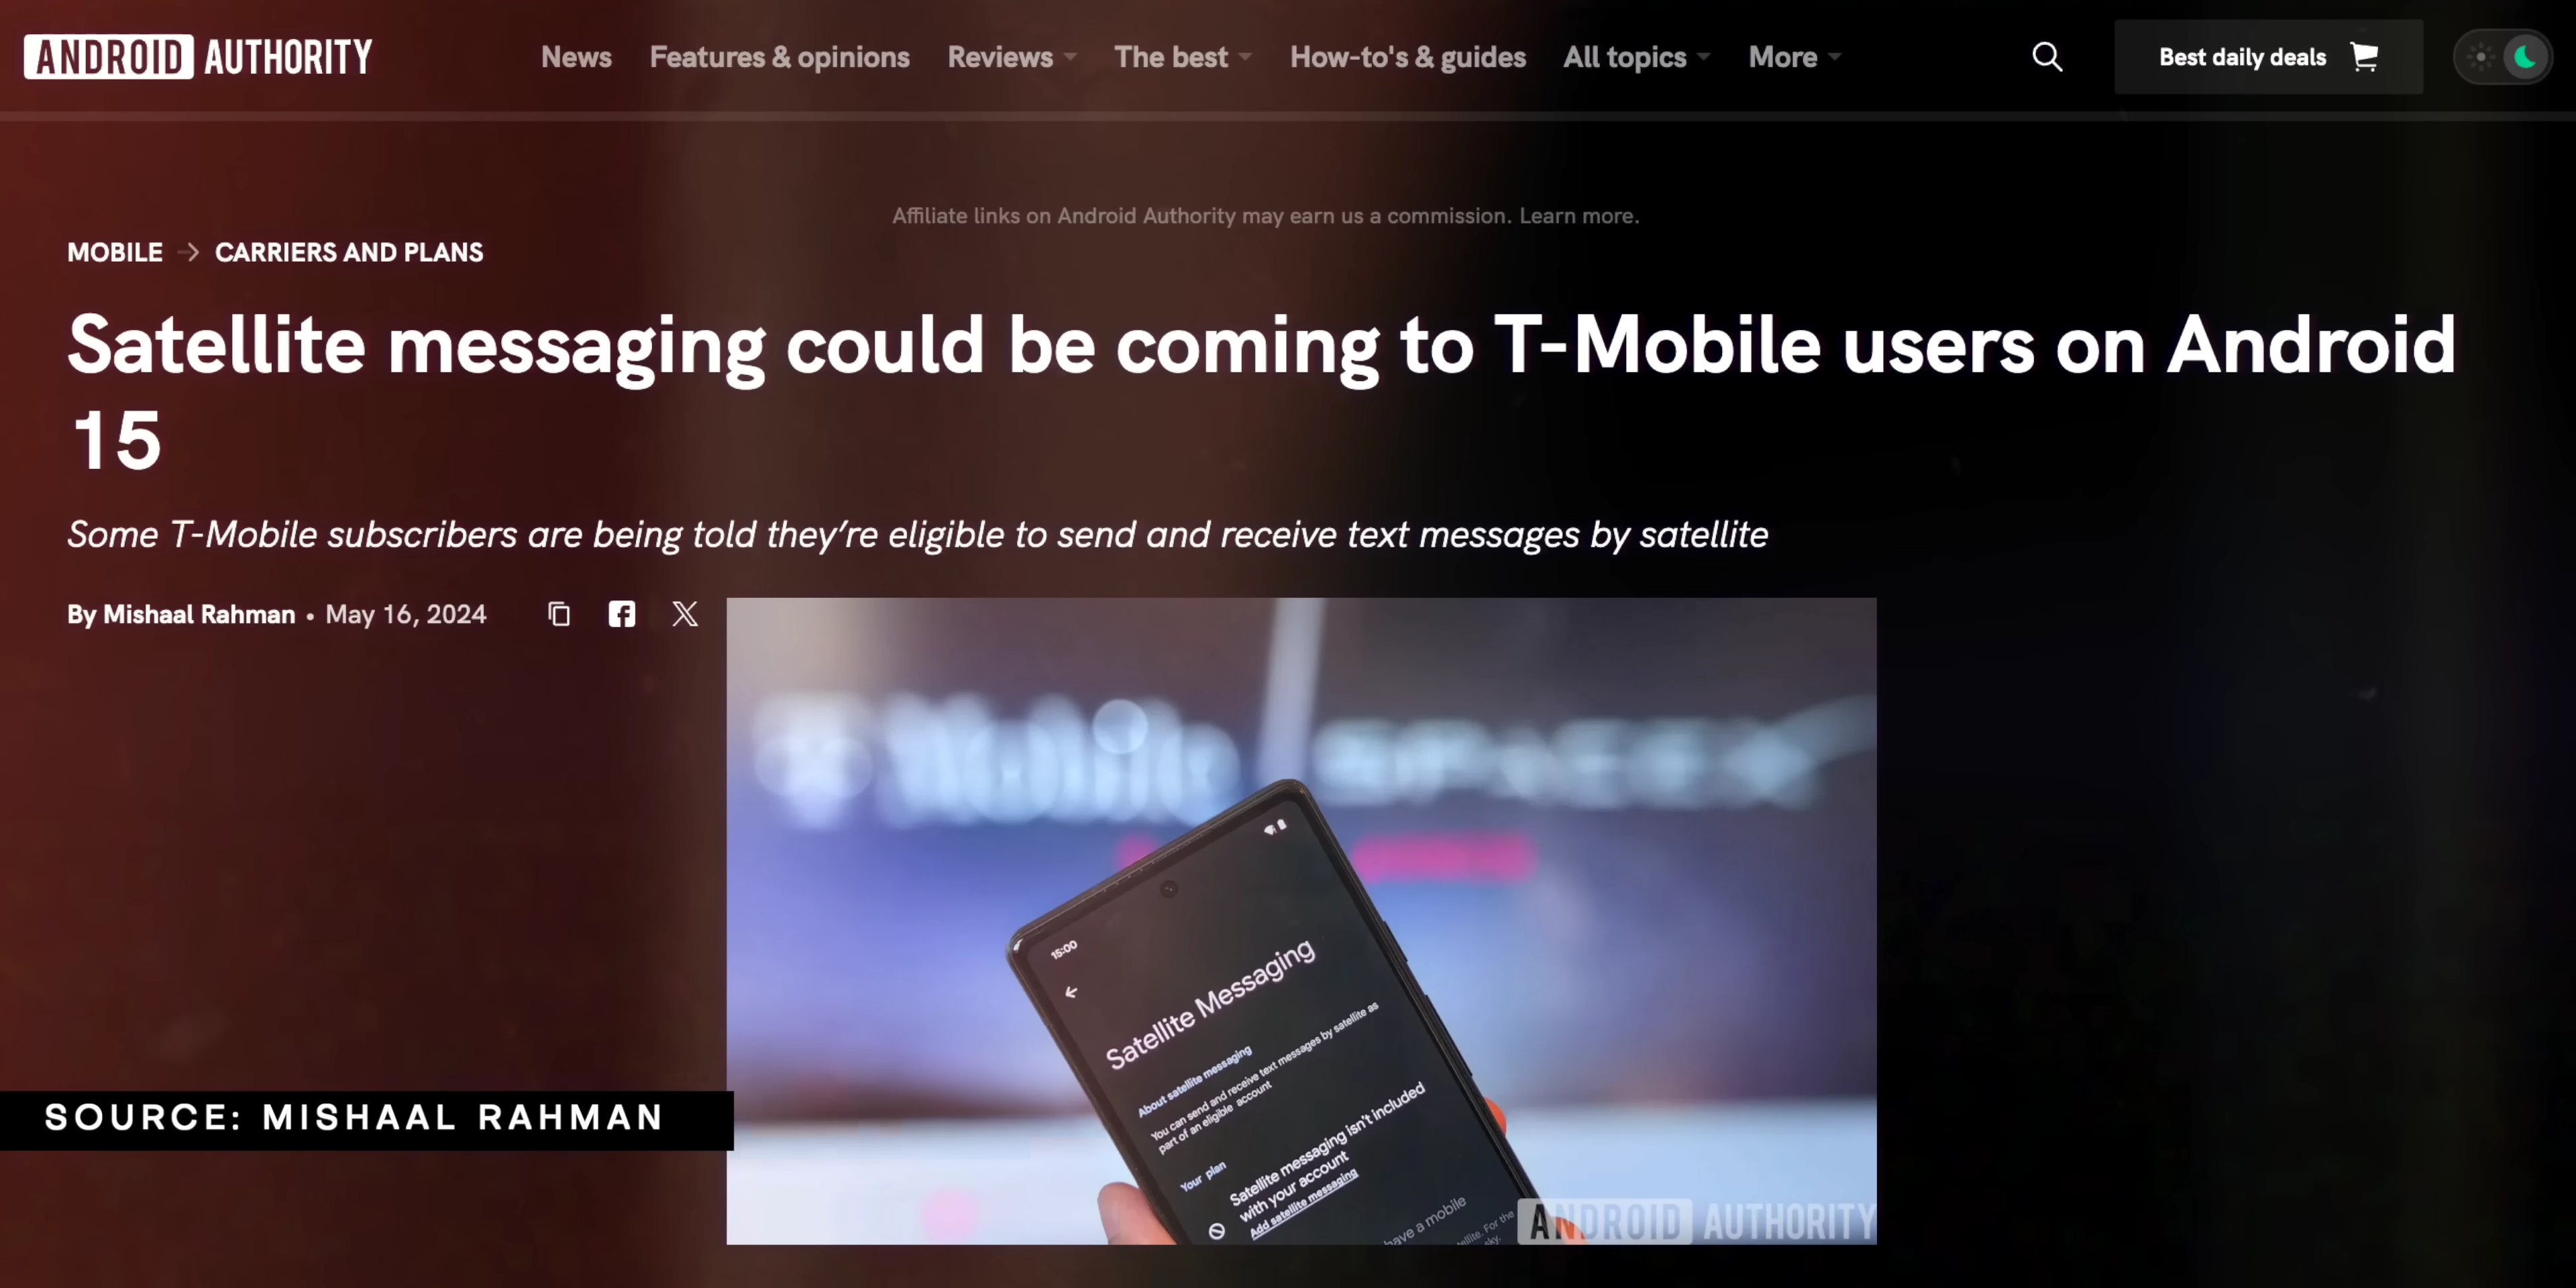 ANDROID AUTHORITY
News Features & opinions Reviews The best How-to's & guides All topics More Best daily deals
Affiliate links on Android Authority may earn us a commission. Learn more.
MOBILE → CARRIERS AND PLANS
Satellite messaging could be coming to T-Mobile users on Android
15
Some T-Mobile subscribers are being told they're eligible to send and receive text messages by satellite
By Mishaal Rahman • May 16, 2024
15:00
Satellite Messaging
About satellite messaging
You can send and receive text messages by satellite as
part of an eligible account
Your plan
Satellite messaging isn't included
with your account
Add satellite messaging
have a mobile
For the
sky.
ANDROID AUTHORITY
SOURCE: MISHAAL RAHMAN